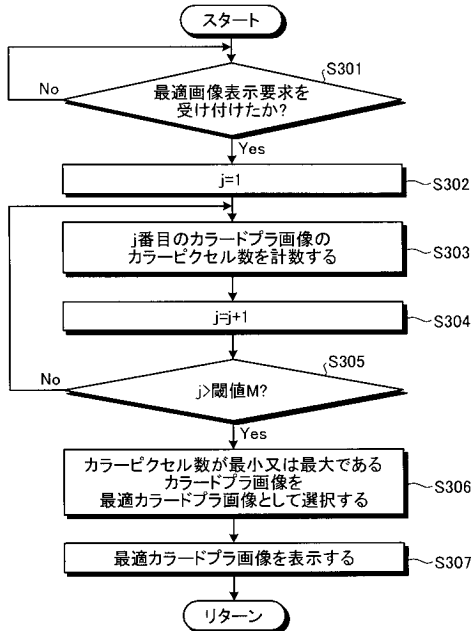 スタート
S301
最適画像表示要求を
受け付けたか?
No
Yes
j=1
S302
j番目のカラードプラ画像の
カラーピクセル数を計数する
S303
j=j+1
S304
S305
j>閾値M?
No
Yes
カラーピクセル数が最小又は最大である
カラードプラ画像を
最適カラードプラ画像として選択する
S306
最適カラードプラ画像を表示する
S307
リターン